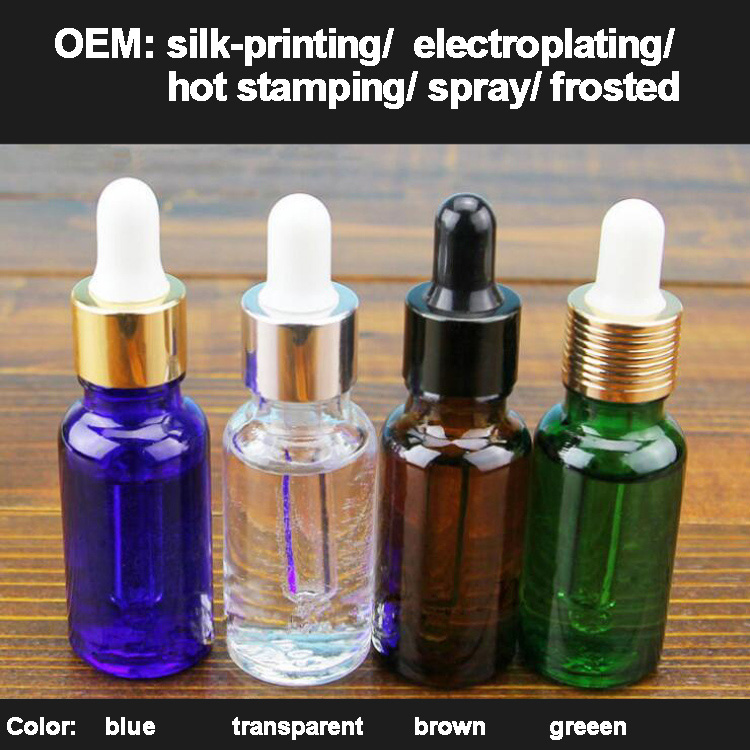 OEM: silk-printing/ electroplating/
hot stamping/ spray/ frosted
Color: blue transparent brown greeen